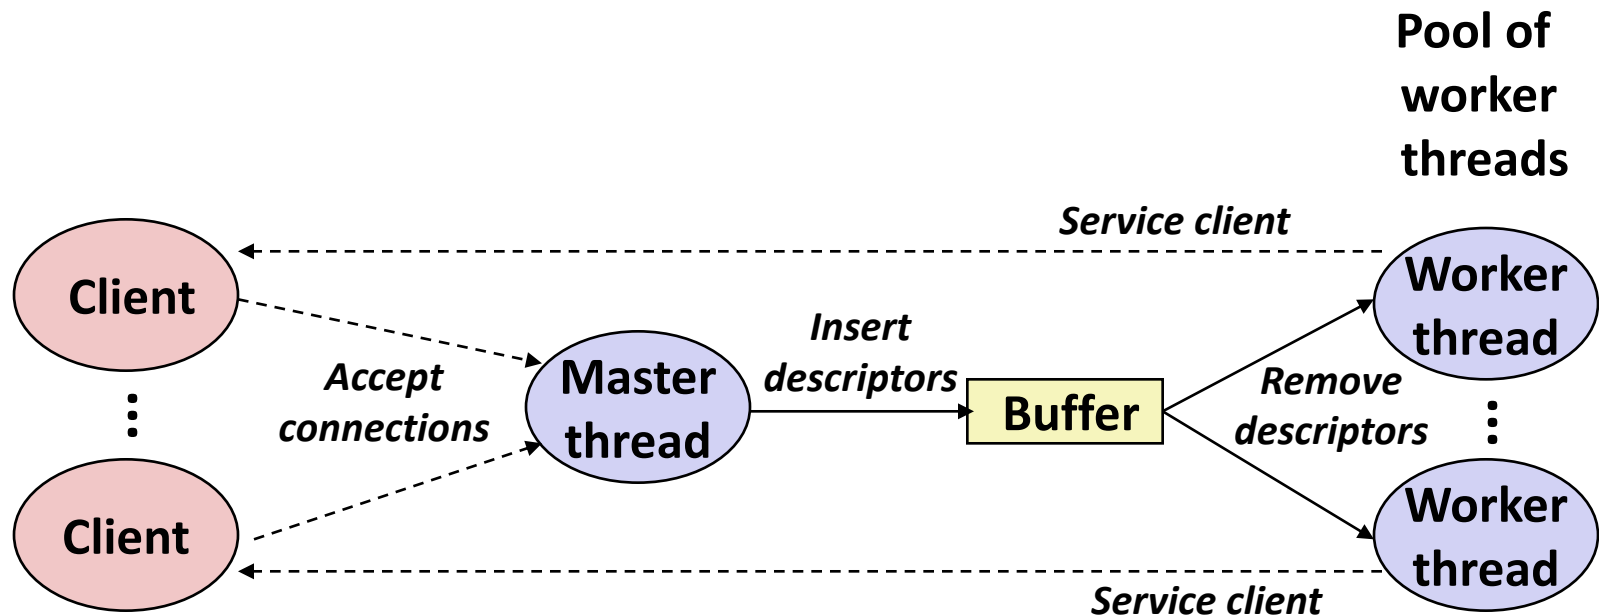 Pool of
worker
threads
Service client
Client
Worker
thread
Insert
descriptors
Accept
connections
Master
thread
Buffer
Remove
descriptors
Client
Worker
thread
Service client